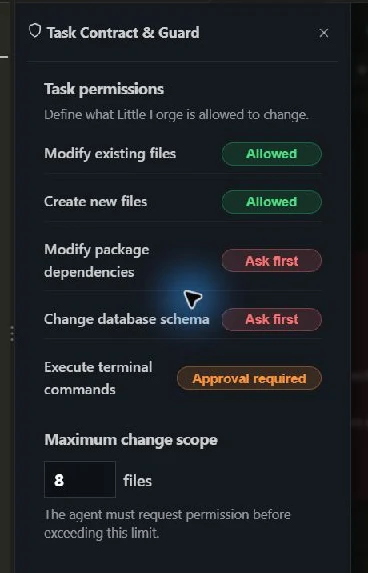 Task Contract & Guard
Task permissions
Define what Little Forge is allowed to change.
Modify existing files Allowed
Create new files Allowed
Modify package
dependencies
Ask first
Change database schema Ask first
Execute terminal
commands
Approval required
Maximum change scope
8 files
The agent must request permission before
exceeding this limit.